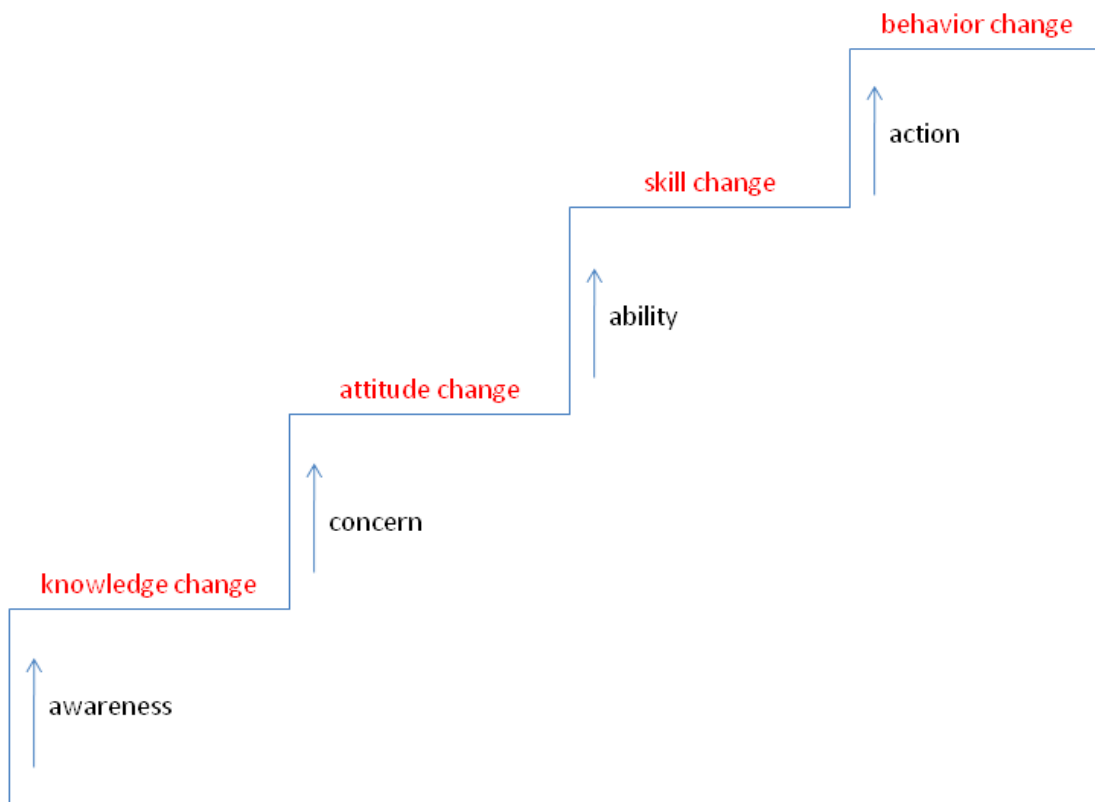 behavior change
action
skill change
ability
attitude change
concern
knowledge change
awareness